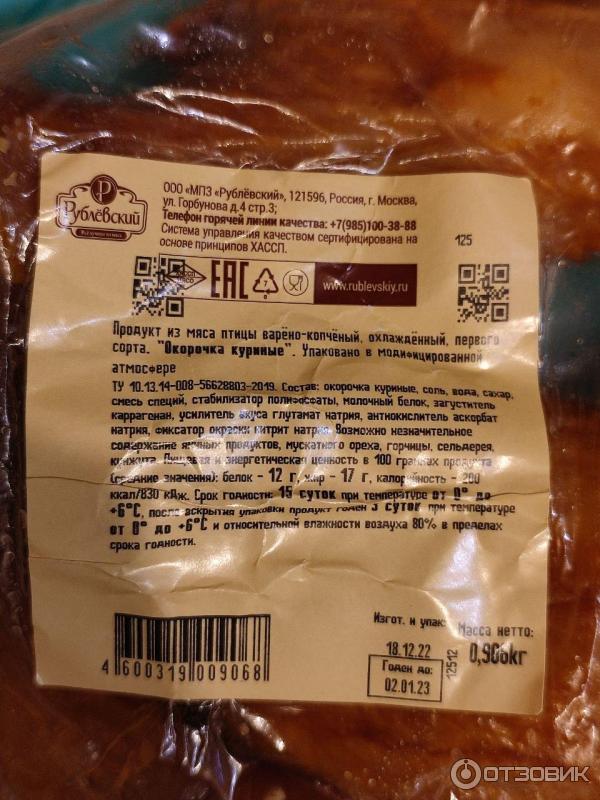 Рублёвский
ООО «МПЗ «Рублёвский», 121596, Россия, г. Москва,
ул. Горбунова д.4 стр.3;
Телефон горячей линии качества: +7(985)100-38-88
Система управления качеством сертифицирована на
основе принципов ХАССП.
125
ЕАС
7
www.rublevskiy.ru
Продукт из мяса птицы варёно-копчёный, охлаждённый, первого
сорта. "Окорочка куриные". Упаковано в модифицированной
атмосфере
ТУ 10.13.14-008-56628803-2019. Состав: окорочка куриные, соль, вода, сахар,
смесь специй, стабилизатор полифосфаты, молочный белок, загуститель
каррагенан, усилитель вкуса глутамат натрия, антиокислитель аскорбат
натрия, фиксатор окраски нитрит натрия. Возможно незначительное
содержание яичных продуктов, мускатного ореха, горчицы, сельдерея,
кунжута. Пищевая и энергетическая ценность в 100 граммах продукта
(средние значения): белок - 12 г, жир - 17 г, калорийность - 200
ккал/830 кДж. Срок годности: 15 суток при температуре от 0° до
+6°С, после вскрытия упаковки продукт годен 3 суток при температуре
от 0° до +6°С и относительной влажности воздуха 80% в пределах
срока годности.
Изгот. и упак:
18.12.22
Годен до:
02.01.23
12512
Масса нетто:
0,906кг
4 600319 009068
ОТЗОВИК